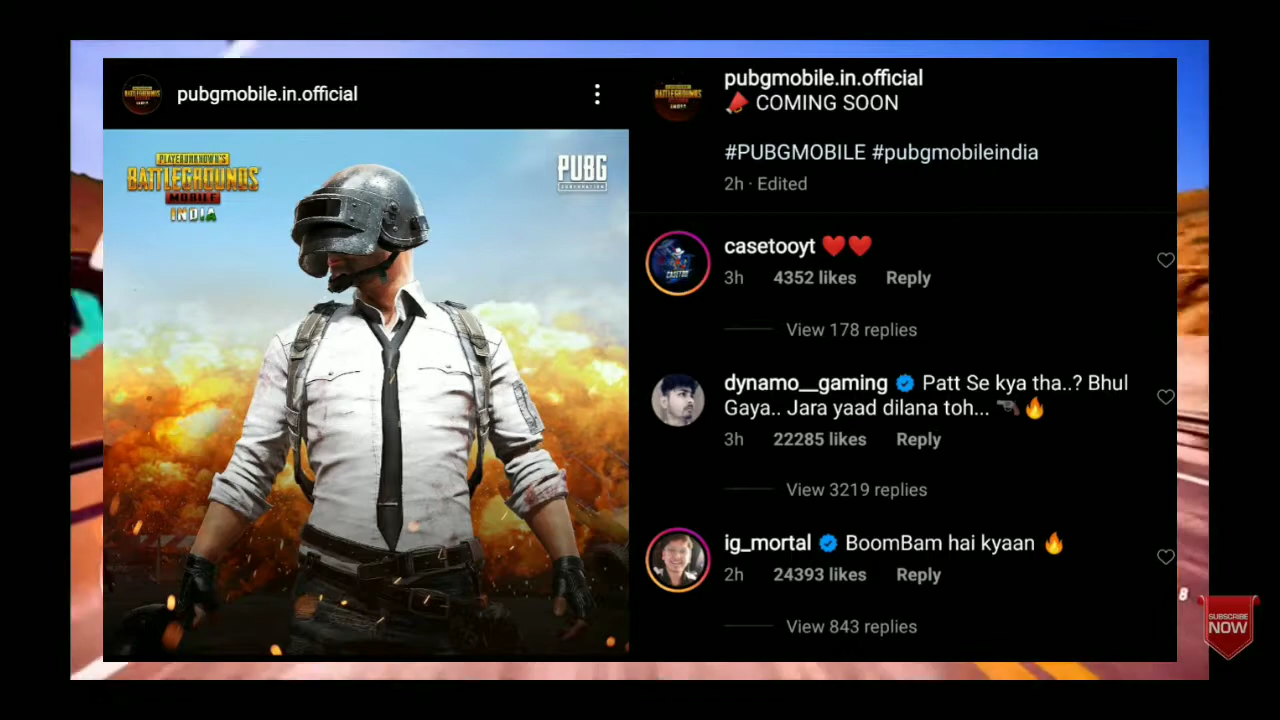 pubgmobile.in.official
PLAYERUNKNOWN'S
BATTLEGROUNDS
MOBILE
INDIA
PUBG
CORPORATION
BATTLEGROUNDS
pubgmobile.in.official
📣 COMING SOON
#PUBGMOBILE #pubgmobileindia
2h · Edited
casetooyt ❤️❤️
3h 4352 likes Reply
View 178 replies
dynamo__gaming Patt Se kya tha..? Bhul
Gaya.. Jara yaad dilana toh... 🔫🔥
3h 22285 likes Reply
View 3219 replies
ig_mortal BoomBam hai kyaan 🔥
2h 24393 likes Reply
View 843 replies
8
SUBSCRIBE
NOW